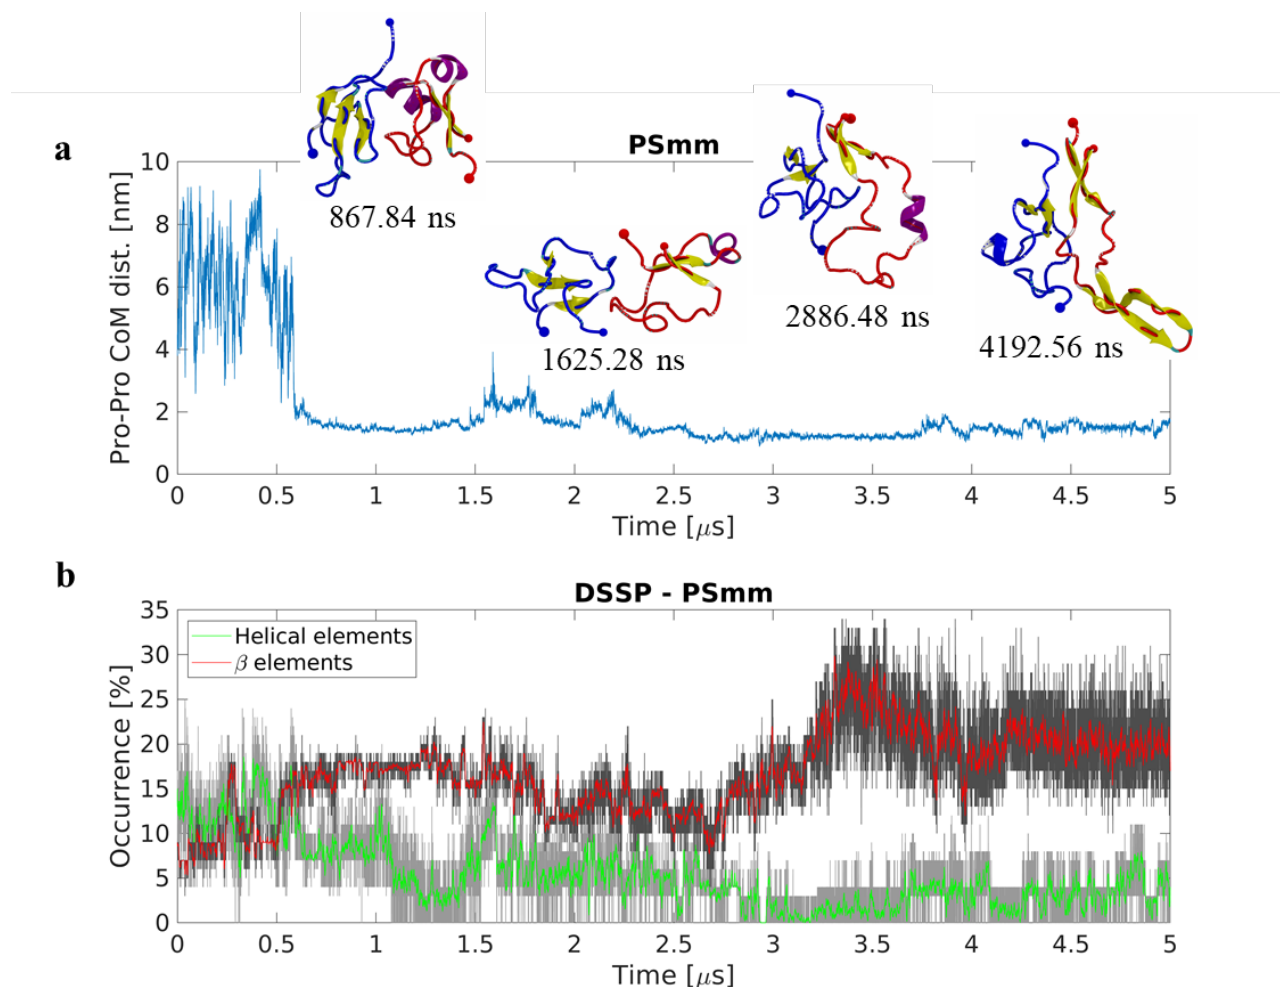 a
PSmm
867.84 ns
1625.28 ns
2886.48 ns
4192.56 ns
Pro-Pro CoM dist. [nm]
10
8
6
4
2
0
0 0.5 1 1.5 2 2.5 3 3.5 4 4.5 5
Time [μs]
b
DSSP - PSmm
Helical elements
β elements
Occurrence [%]
35
30
25
20
15
10
5
0
0 0.5 1 1.5 2 2.5 3 3.5 4 4.5 5
Time [μs]